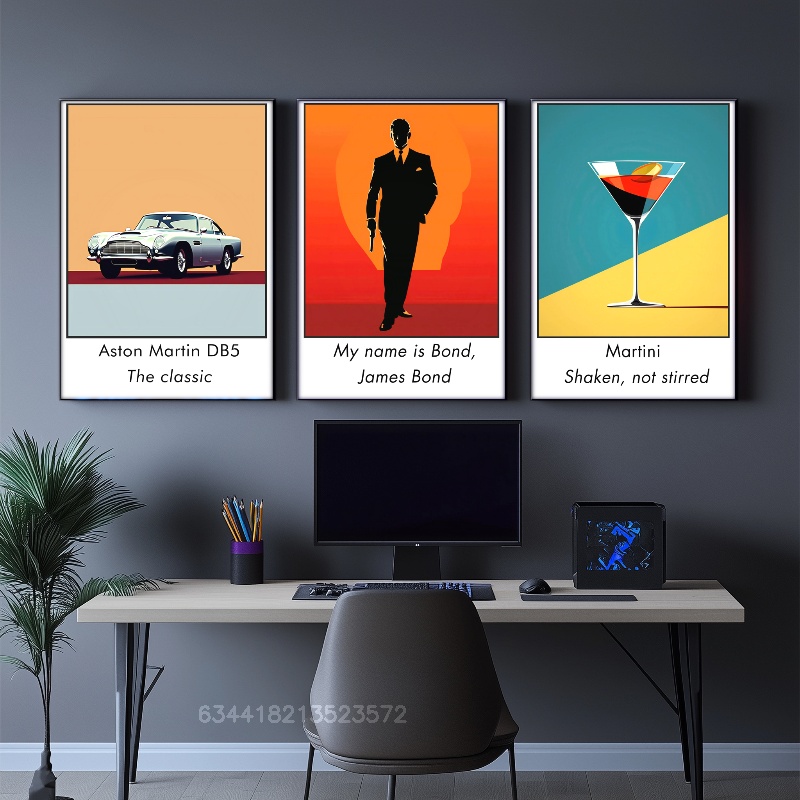 Aston Martin DB5
The classic
My name is Bond,
James Bond
Martini
Shaken, not stirred
634418213523572